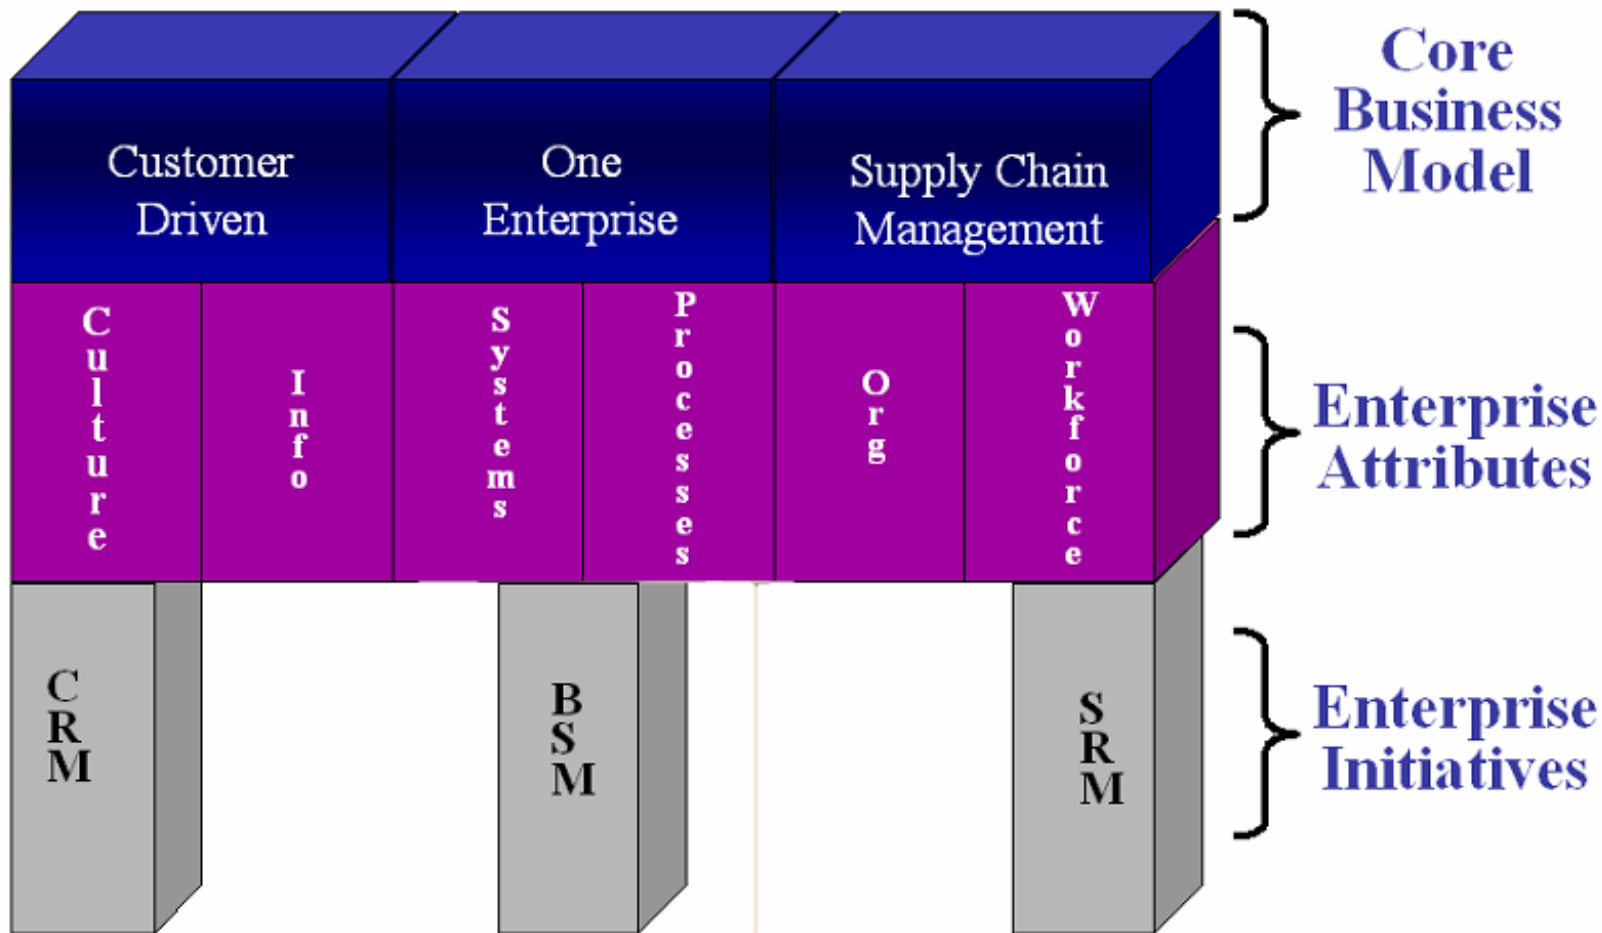 Customer
Driven
One
Enterprise
Supply Chain
Management
Core
Business
Model
Culture
Info
Systems
Processes
Org
Workforce
Enterprise
Attributes
CRM
BSM
SRM
Enterprise
Initiatives